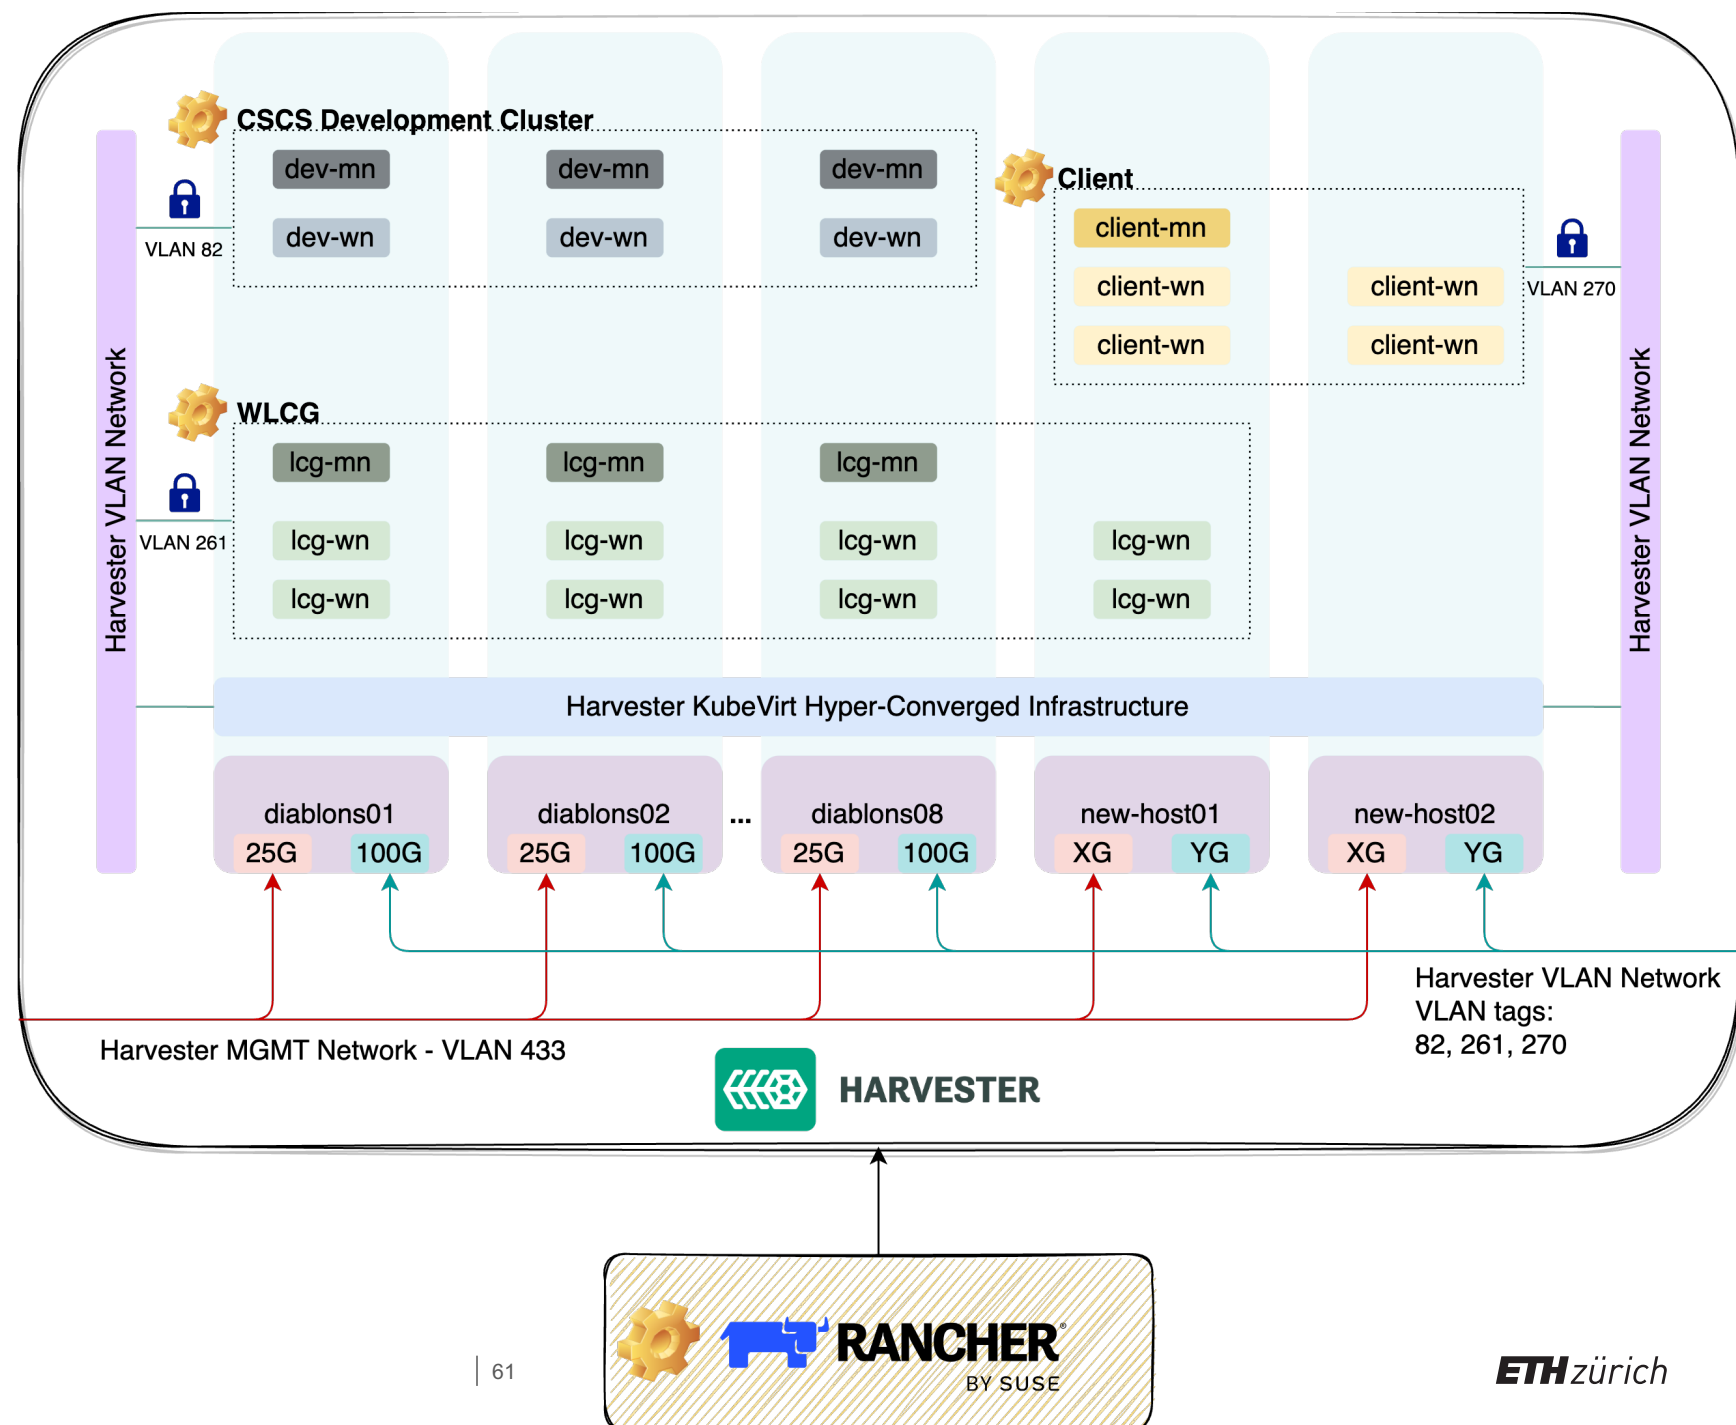 CSCS Development Cluster
dev-mn dev-mn dev-mn
Client
client-mn
VLAN 82
dev-wn dev-wn dev-wn
client-wn client-wn
VLAN 270
client-wn client-wn
Harvester VLAN Network
Harvester VLAN Network
WLCG
lcg-mn lcg-mn lcg-mn
VLAN 261
lcg-wn lcg-wn lcg-wn lcg-wn
lcg-wn lcg-wn lcg-wn lcg-wn
Harvester KubeVirt Hyper-Converged Infrastructure
diablons01 diablons02 ... diablons08 new-host01 new-host02
25G 100G 25G 100G 25G 100G XG YG XG YG
Harvester VLAN Network
VLAN tags:
82, 261, 270
Harvester MGMT Network - VLAN 433
HARVESTER
RANCHER®
BY SUSE
61
ETH zürich